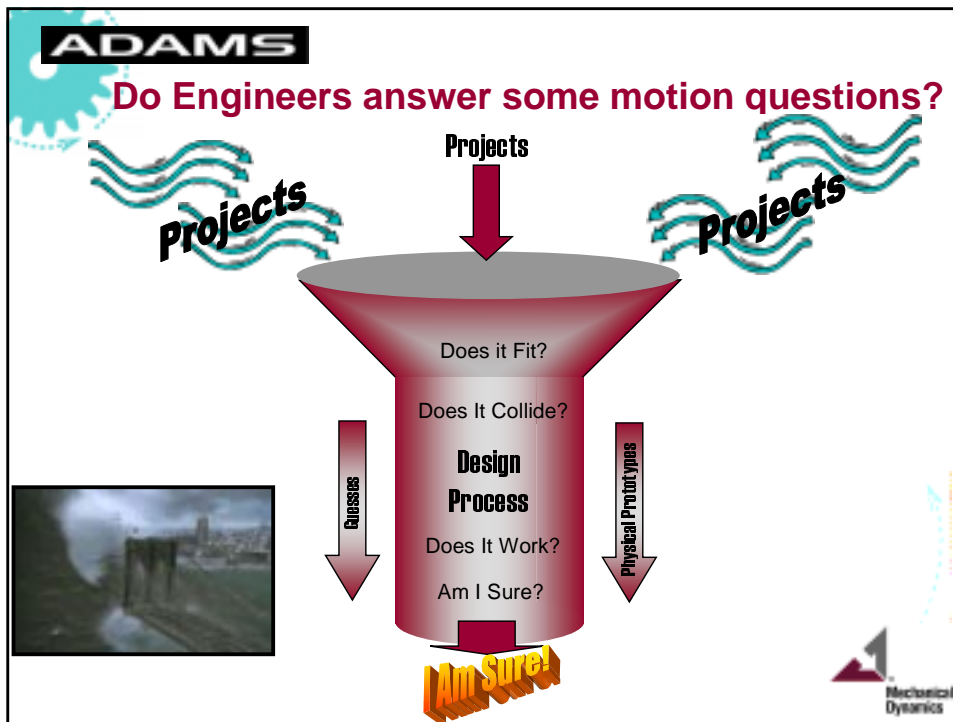 ADAMS
Do Engineers answer some motion questions?
Projects
Projects
Projects
Does it Fit?
Does It Collide?
Design
Process
Guesses
Physical Prototypes
Does It Work?
Am I Sure?
I Am Sure!
Mechanical
Dynamics